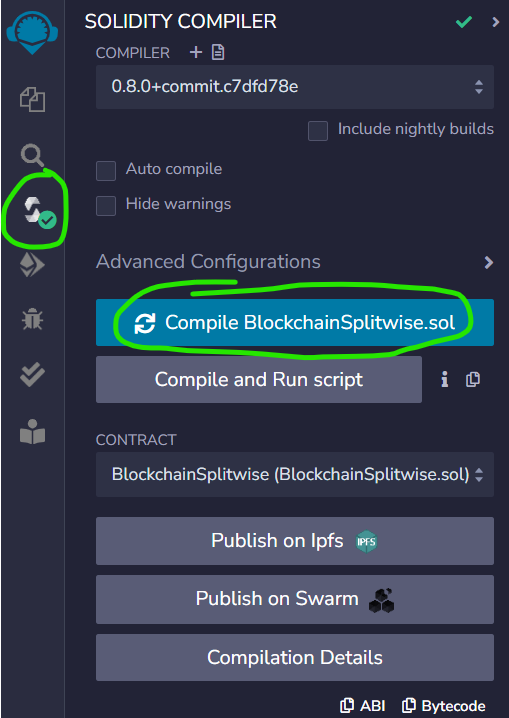 SOLIDITY COMPILER
COMPILER
0.8.0+commit.c7dfd78e
Include nightly builds
Auto compile
Hide warnings
Advanced Configurations
Compile BlockchainSplitwise.sol
Compile and Run script
CONTRACT
BlockchainSplitwise (BlockchainSplitwise.sol)
Publish on Ipfs IPFS
Publish on Swarm
Compilation Details
ABI Bytecode